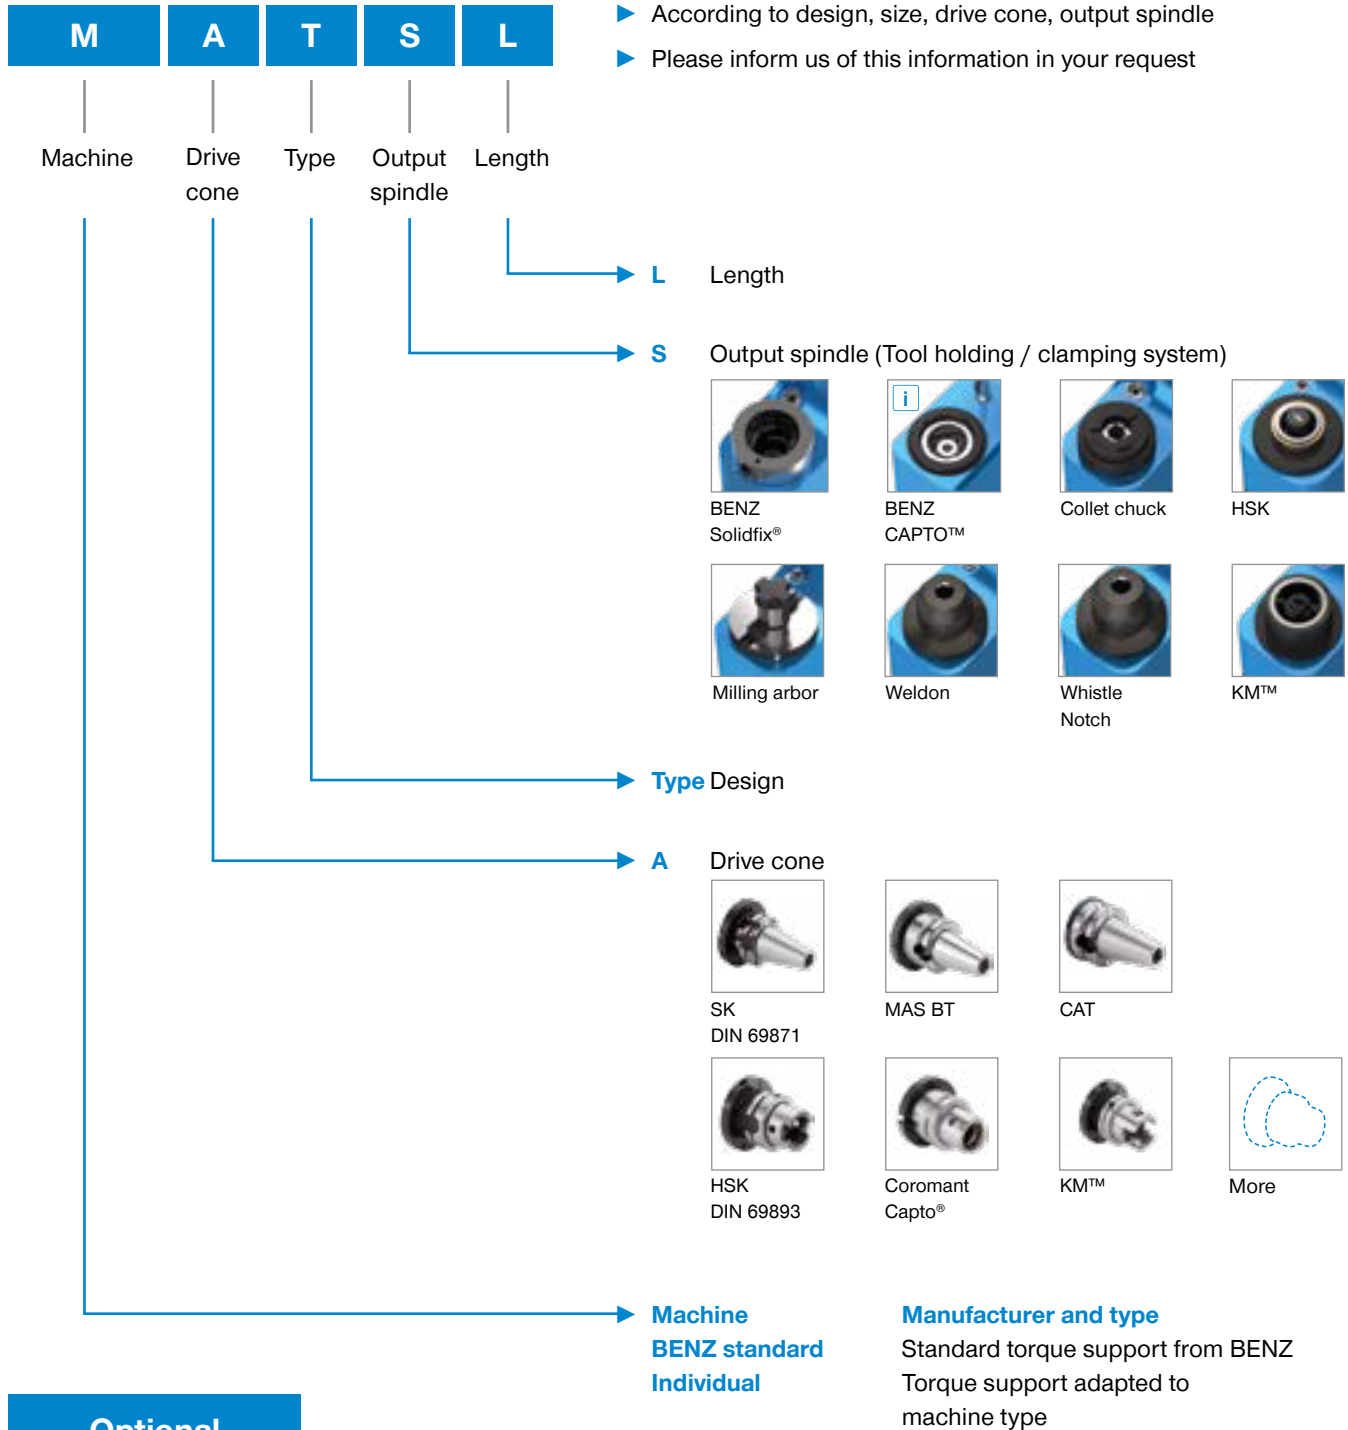 M A T S L
► According to design, size, drive cone, output spindle
► Please inform us of this information in your request
Machine Drive Type Output Length
cone spindle
L Length
S Output spindle (Tool holding / clamping system)
i
BENZ BENZ Collet chuck HSK
Solidfix® CAPTO™
Milling arbor Weldon Whistle KM™
Notch
Type Design
A Drive cone
SK MAS BT CAT
DIN 69871
HSK Coromant KM™ More
DIN 69893 Capto®
Machine Manufacturer and type
BENZ standard Standard torque support from BENZ
Individual Torque support adapted to
machine type
Optional